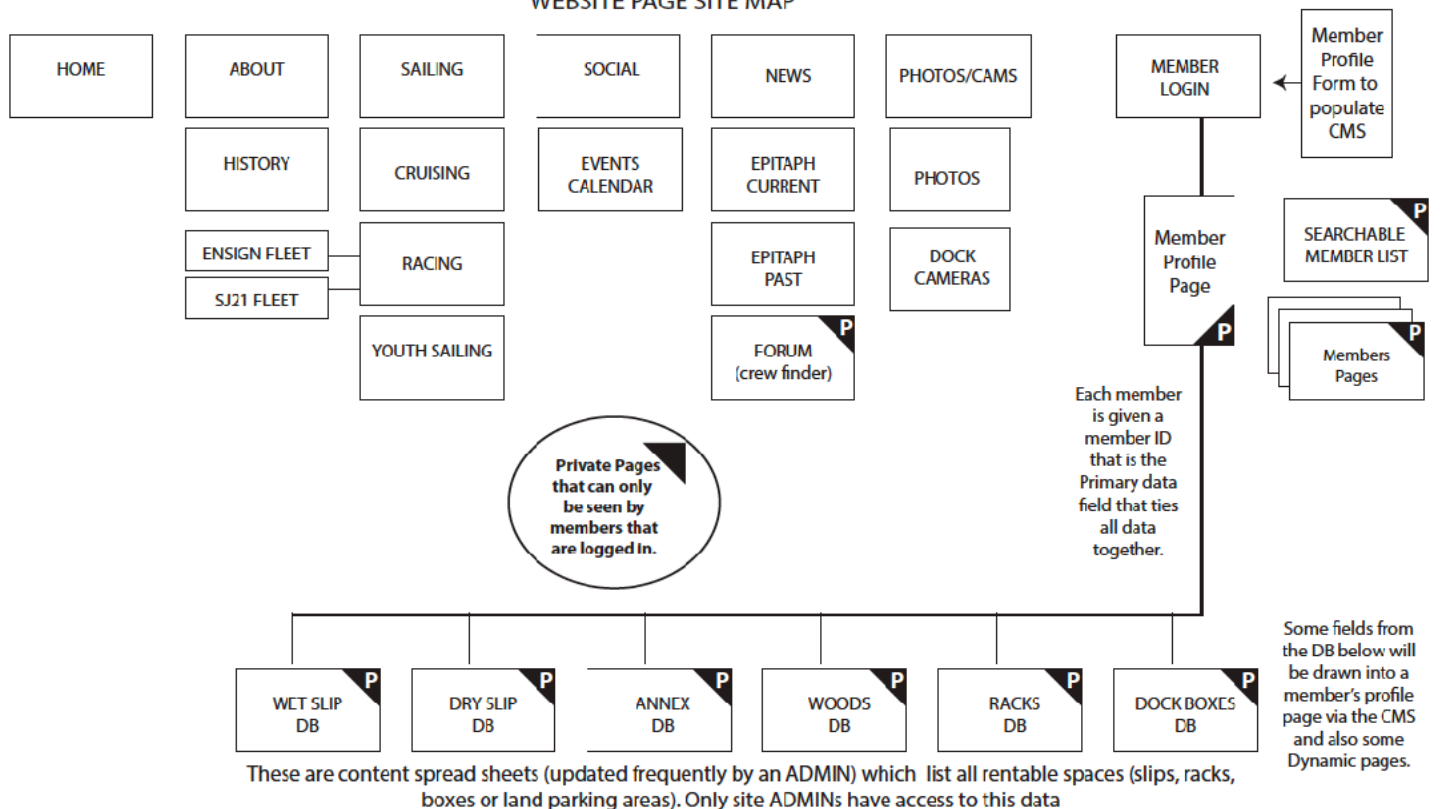 WEBSITE PAGE SITE MAP
HOME
ABOUT
SAILING
SOCIAL
NEWS
PHOTOS/CAMS
MEMBER
LOGIN
Member
Profile
Form to
populate
CMS
HISTORY
CRUISING
EVENTS
CALENDAR
EPITAPH
CURRENT
PHOTOS
ENSIGN FLEET
SJ21 FLEET
RACING
EPITAPH
PAST
DOCK
CAMERAS
Member
Profile
Page
P
P
SEARCHABLE
MEMBER LIST
YOUTH SAILING
P
FORUM
(crew finder)
P
Members
Pages
Each member
is given a
member ID
that is the
Primary data
field that ties
all data
together.
Private Pages
that can only
be seen by
members that
are logged in.
P
WET SLIP
DB
P
DRY SLIP
DB
P
ANNEX
DB
P
WOODS
DB
P
RACKS
DB
P
DOCK BOXES
DB
Some fields from
the DB below will
be drawn into a
member's profile
page via the CMS
and also some
Dynamic pages.
These are content spread sheets (updated frequently by an ADMIN) which list all rentable spaces (slips, racks,
boxes or land parking areas). Only site ADMINs have access to this data